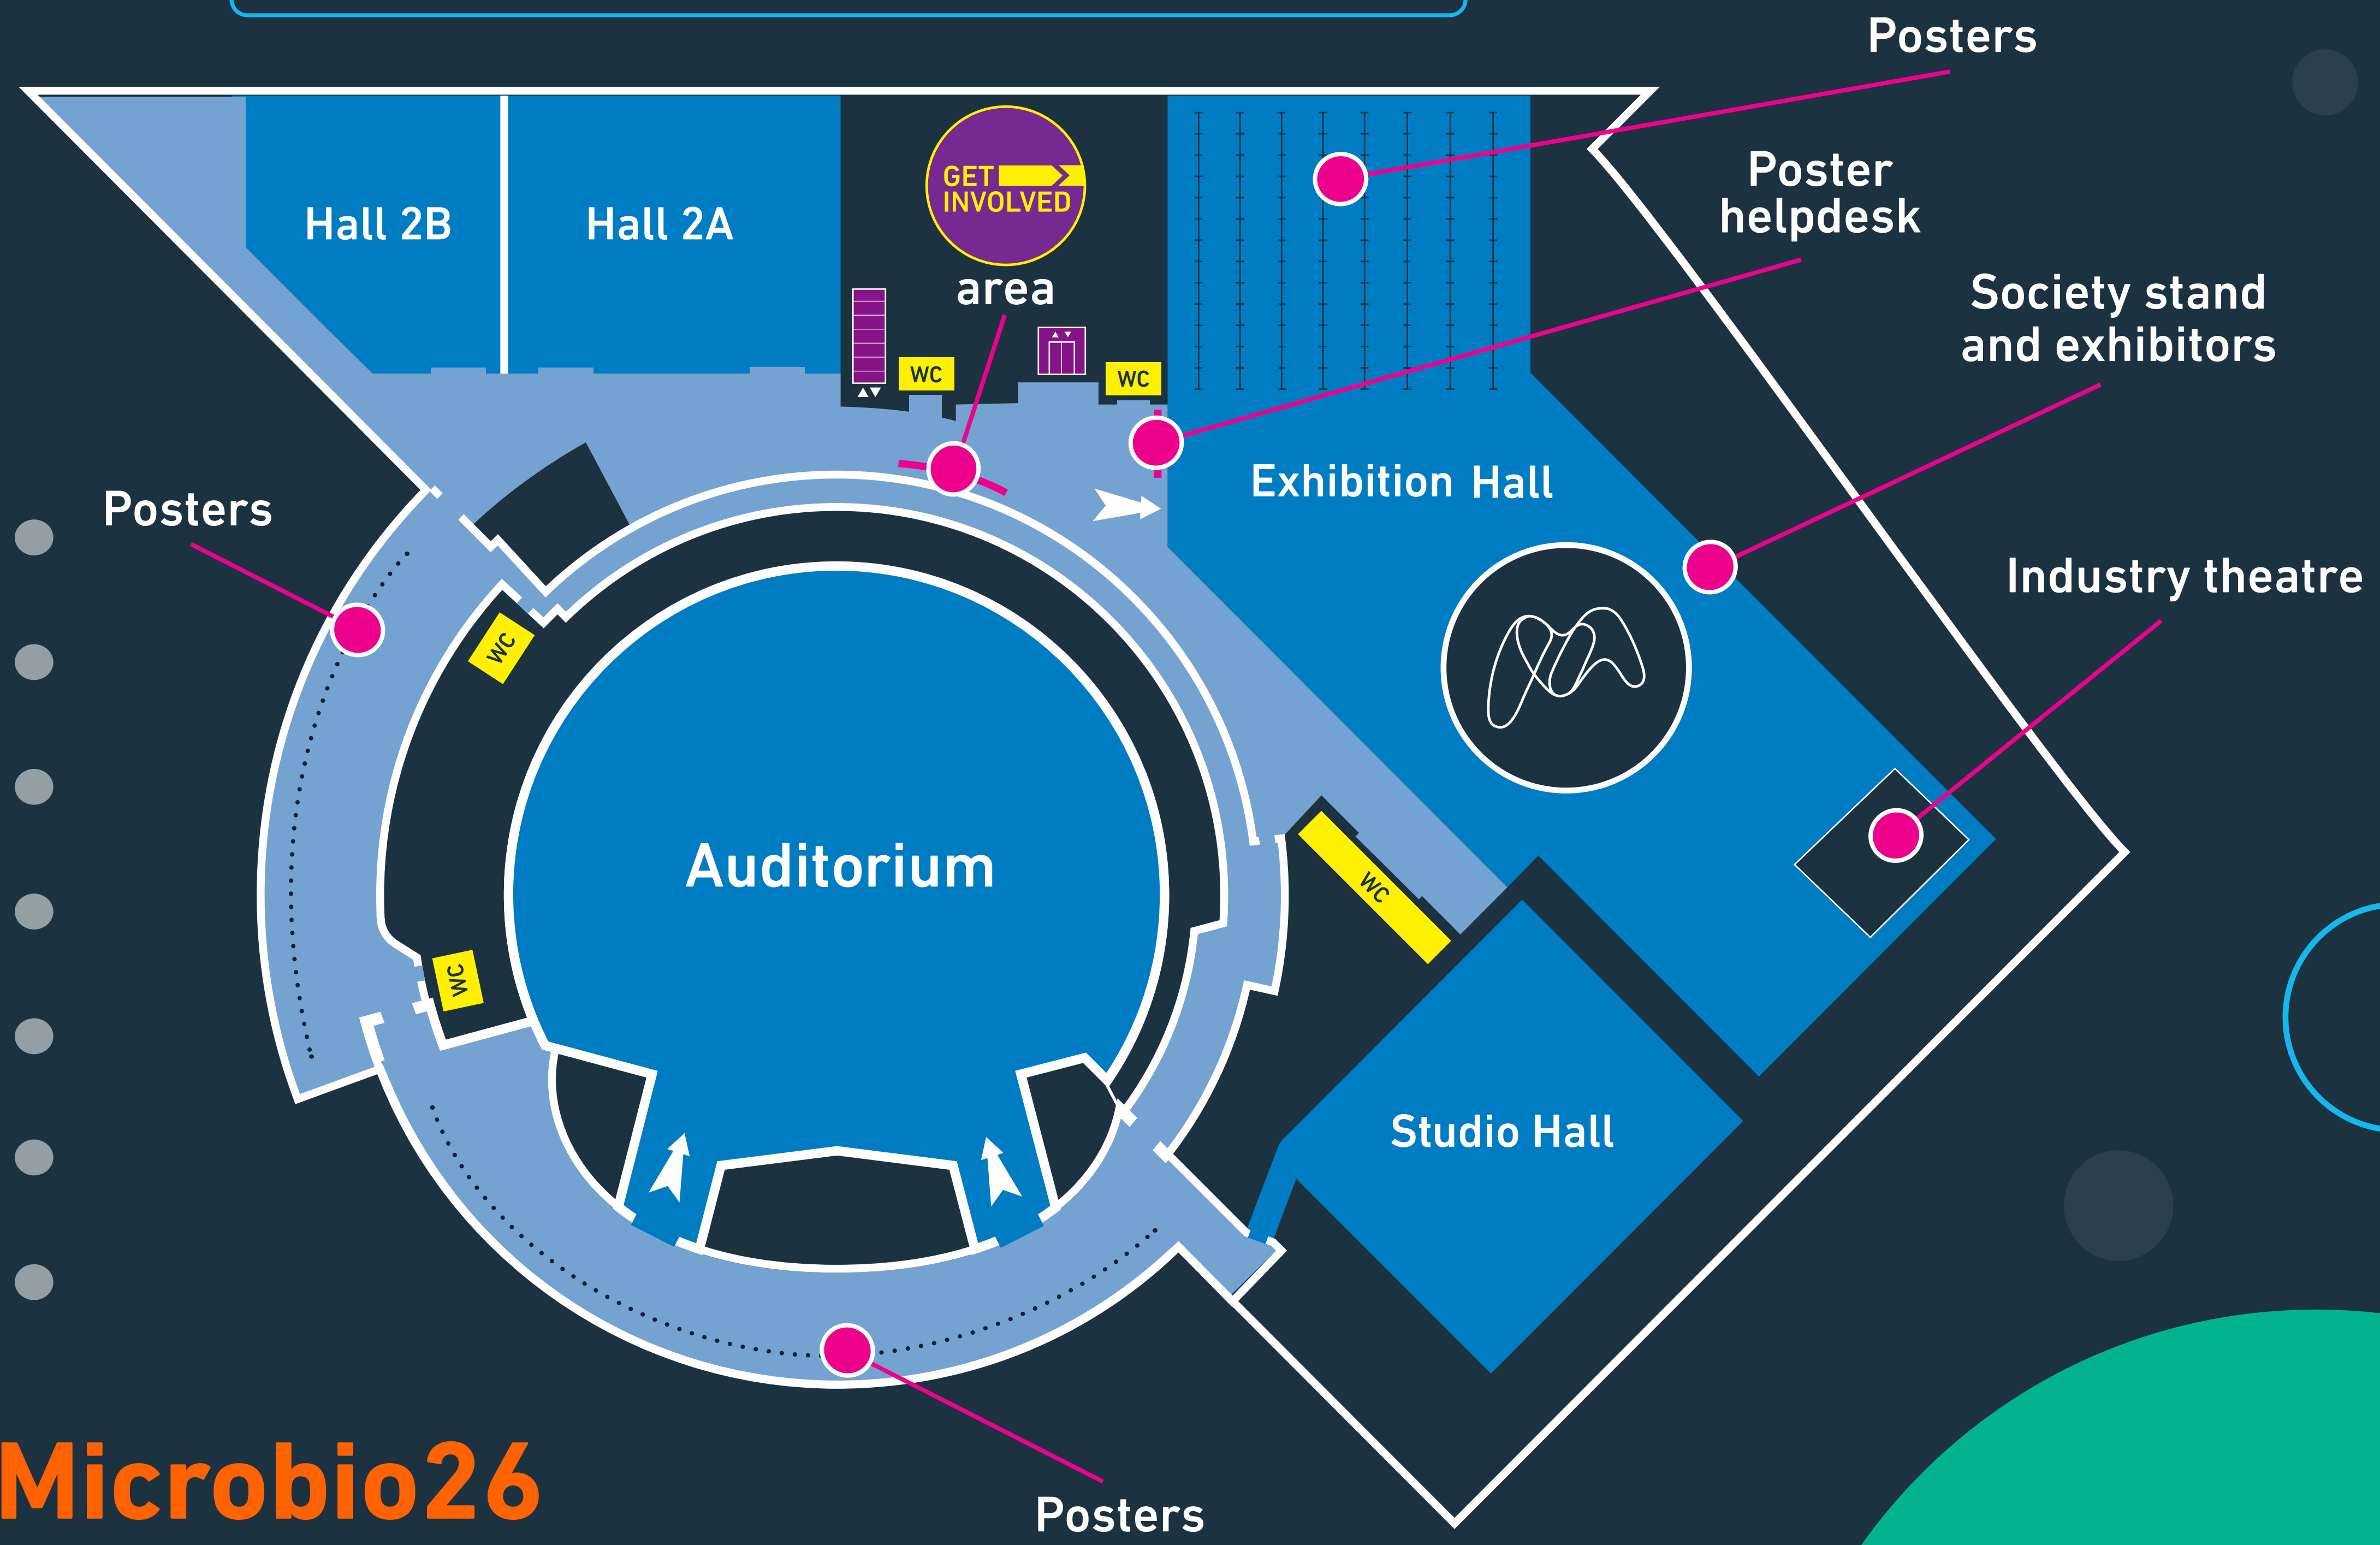 Posters
Poster
helpdesk
Society stand
and exhibitors
Industry theatre
Hall 2B
Hall 2A
GET
INVOLVED
area
WC
WC
Exhibition Hall
Posters
WC
Auditorium
WC
WC
Studio Hall
Microbio26
Posters